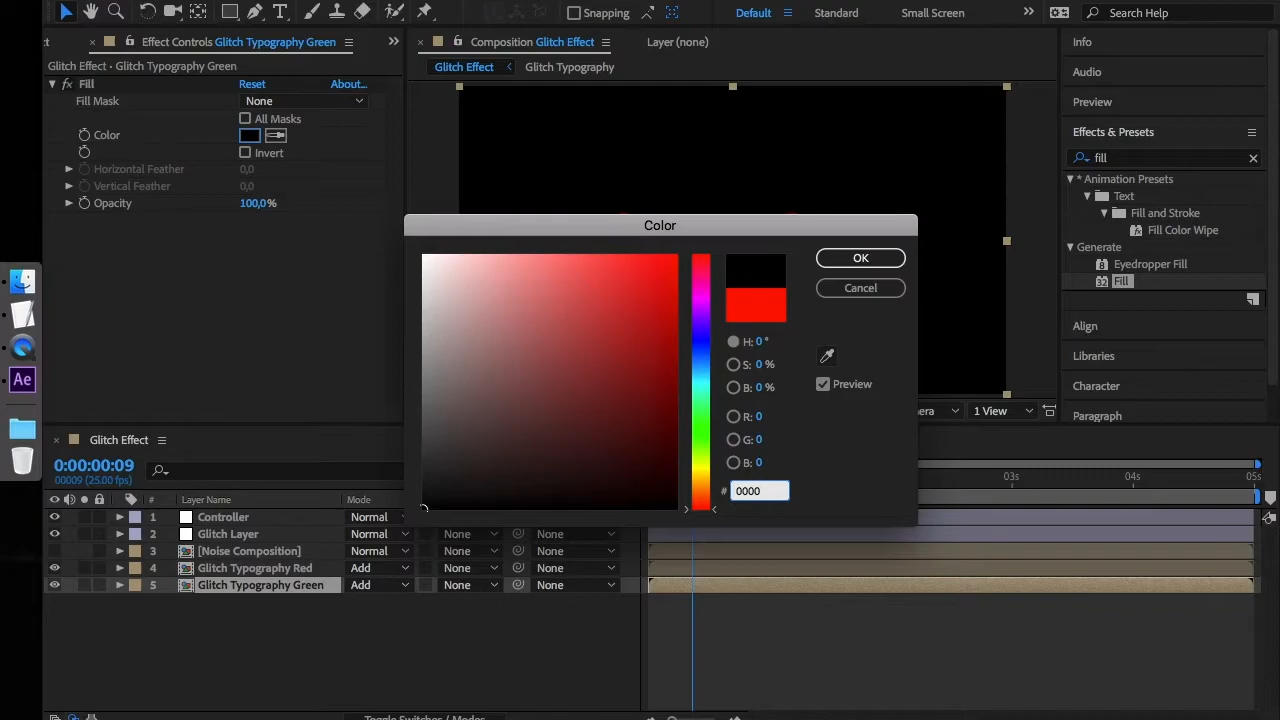 Snapping
Default
Standard
Small Screen
Search Help
Effect Controls Glitch Typography Green
Composition Glitch Effect
Layer (none)
Info
Glitch Effect • Glitch Typography Green
Glitch Effect
Glitch Typography
Audio
fx Fill
Reset
About...
Fill Mask
None
Preview
All Masks
Color
Effects & Presets
Invert
fill
Horizontal Feather
0,0
Vertical Feather
0,0
Opacity
100,0%
* Animation Presets
Text
Fill and Stroke
Fill Color Wipe
Generate
Eyedropper Fill
Fill
Align
Libraries
Character
Paragraph
Color
OK
Cancel
H: 0 °
S: 0 %
B: 0 %
Preview
R: 0
G: 0
B: 0
# 0000
1 View
Ae
Glitch Effect
0:00:00:09
00009 (25.00 fps)
03s
04s
05s
#
Layer Name
Mode
1
Controller
Normal
2
Glitch Layer
Normal
None
None
3
[Noise Composition]
Normal
None
None
4
Glitch Typography Red
Add
None
None
5
Glitch Typography Green
Add
None
None
Toggle Switches / Modes